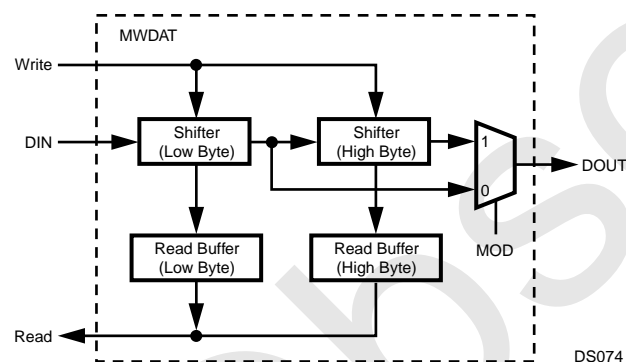 MWDAT
Write
Shifter
(Low Byte)
Shifter
(High Byte)
1
DIN
DOUT
0
Read Buffer
(Low Byte)
Read Buffer
(High Byte)
MOD
Read
DS074